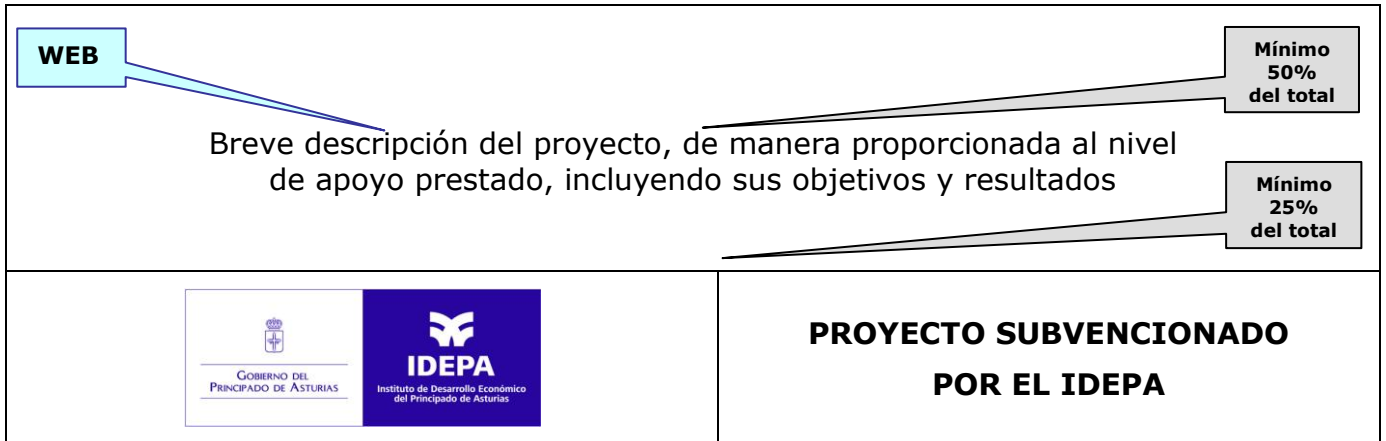 WEB
Mínimo
50%
del total
Breve descripción del proyecto, de manera proporcionada al nivel
de apoyo prestado, incluyendo sus objetivos y resultados
Mínimo
25%
del total
GOBIERNO DEL
PRINCIPADO DE ASTURIAS
IDEPA
Instituto de Desarrollo Económico
del Principado de Asturias
PROYECTO SUBVENCIONADO
POR EL IDEPA